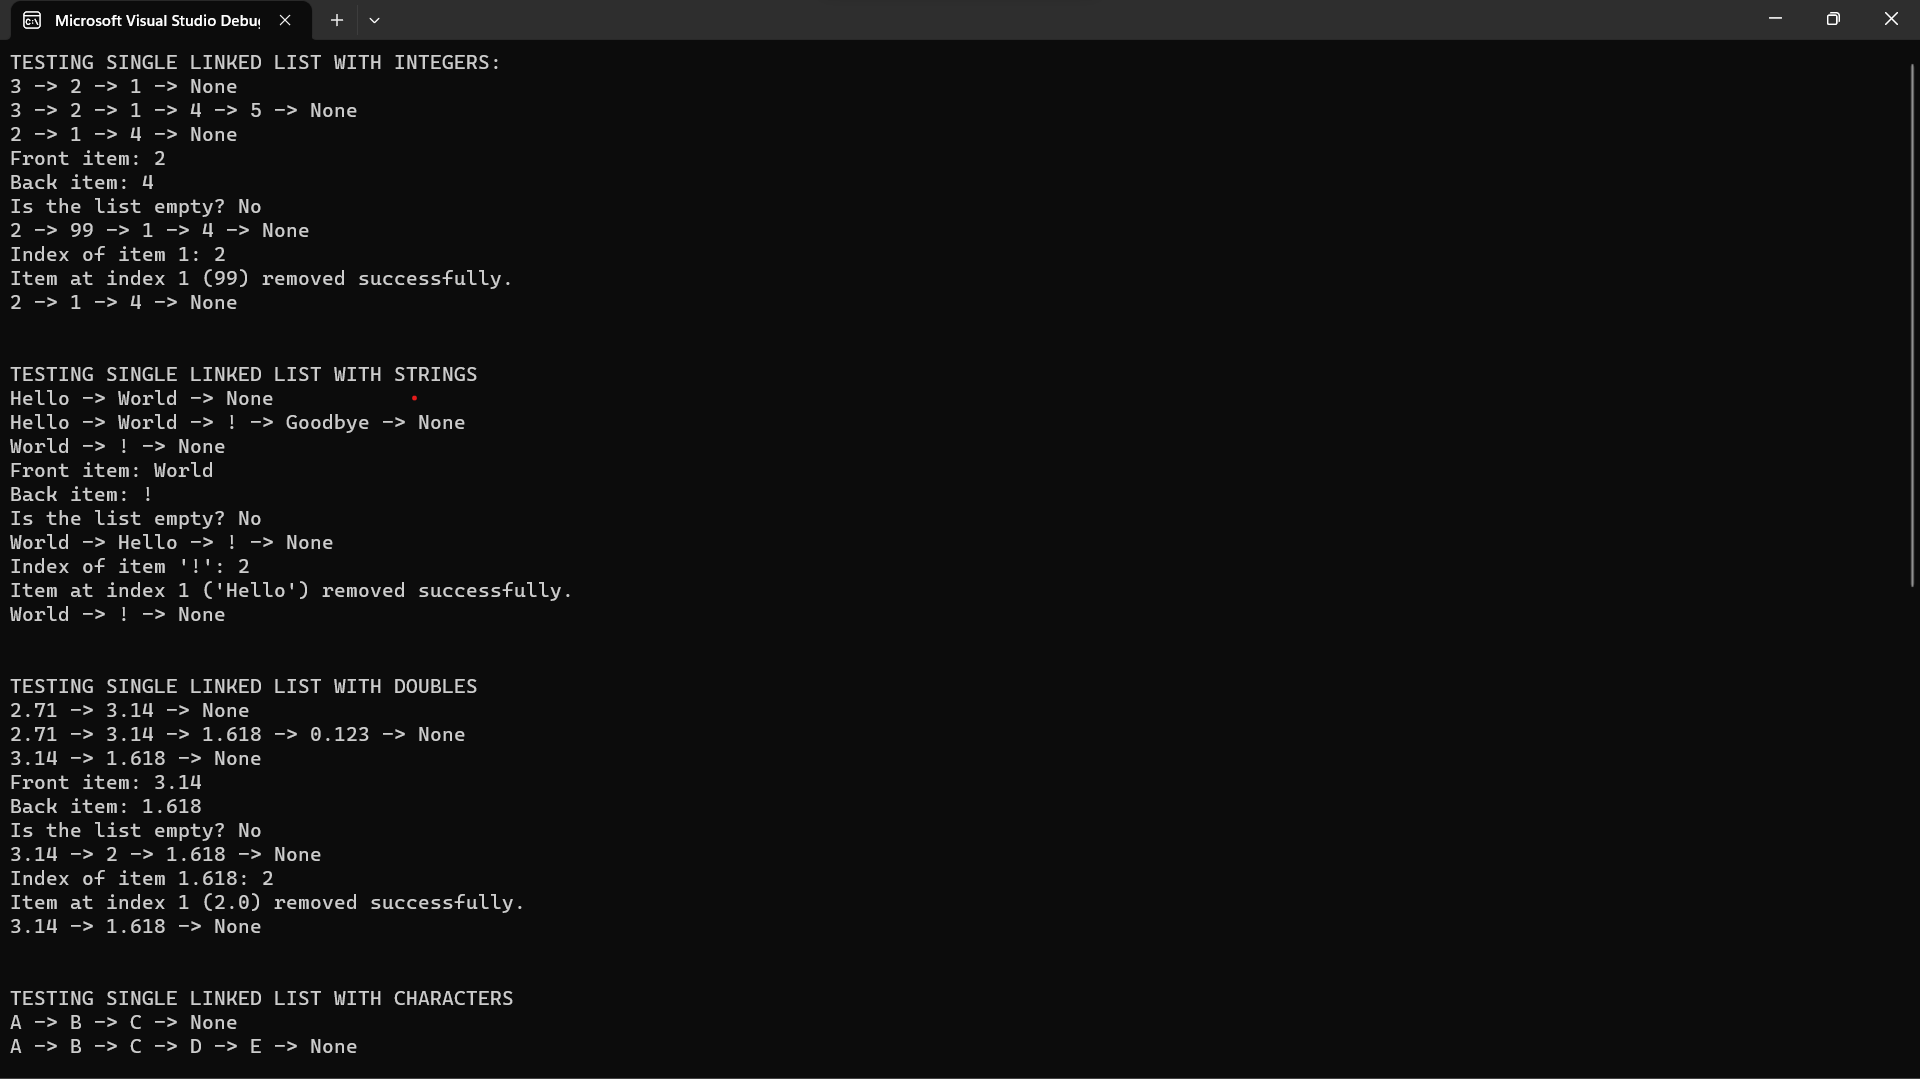 Microsoft Visual Studio Debug
TESTING SINGLE LINKED LIST WITH INTEGERS:
3 -> 2 -> 1 -> None
3 -> 2 -> 1 -> 4 -> 5 -> None
2 -> 1 -> 4 -> None
Front item: 2
Back item: 4
Is the list empty? No
2 -> 99 -> 1 -> 4 -> None
Index of item 1: 2
Item at index 1 (99) removed successfully.
2 -> 1 -> 4 -> None
TESTING SINGLE LINKED LIST WITH STRINGS
Hello -> World -> None
Hello -> World -> ! -> Goodbye -> None
World -> ! -> None
Front item: World
Back item: !
Is the list empty? No
World -> Hello -> ! -> None
Index of item '!': 2
Item at index 1 ('Hello') removed successfully.
World -> ! -> None
TESTING SINGLE LINKED LIST WITH DOUBLES
2.71 -> 3.14 -> None
2.71 -> 3.14 -> 1.618 -> 0.123 -> None
3.14 -> 1.618 -> None
Front item: 3.14
Back item: 1.618
Is the list empty? No
3.14 -> 2 -> 1.618 -> None
Index of item 1.618: 2
Item at index 1 (2.0) removed successfully.
3.14 -> 1.618 -> None
TESTING SINGLE LINKED LIST WITH CHARACTERS
A -> B -> C -> None
A -> B -> C -> D -> E -> None